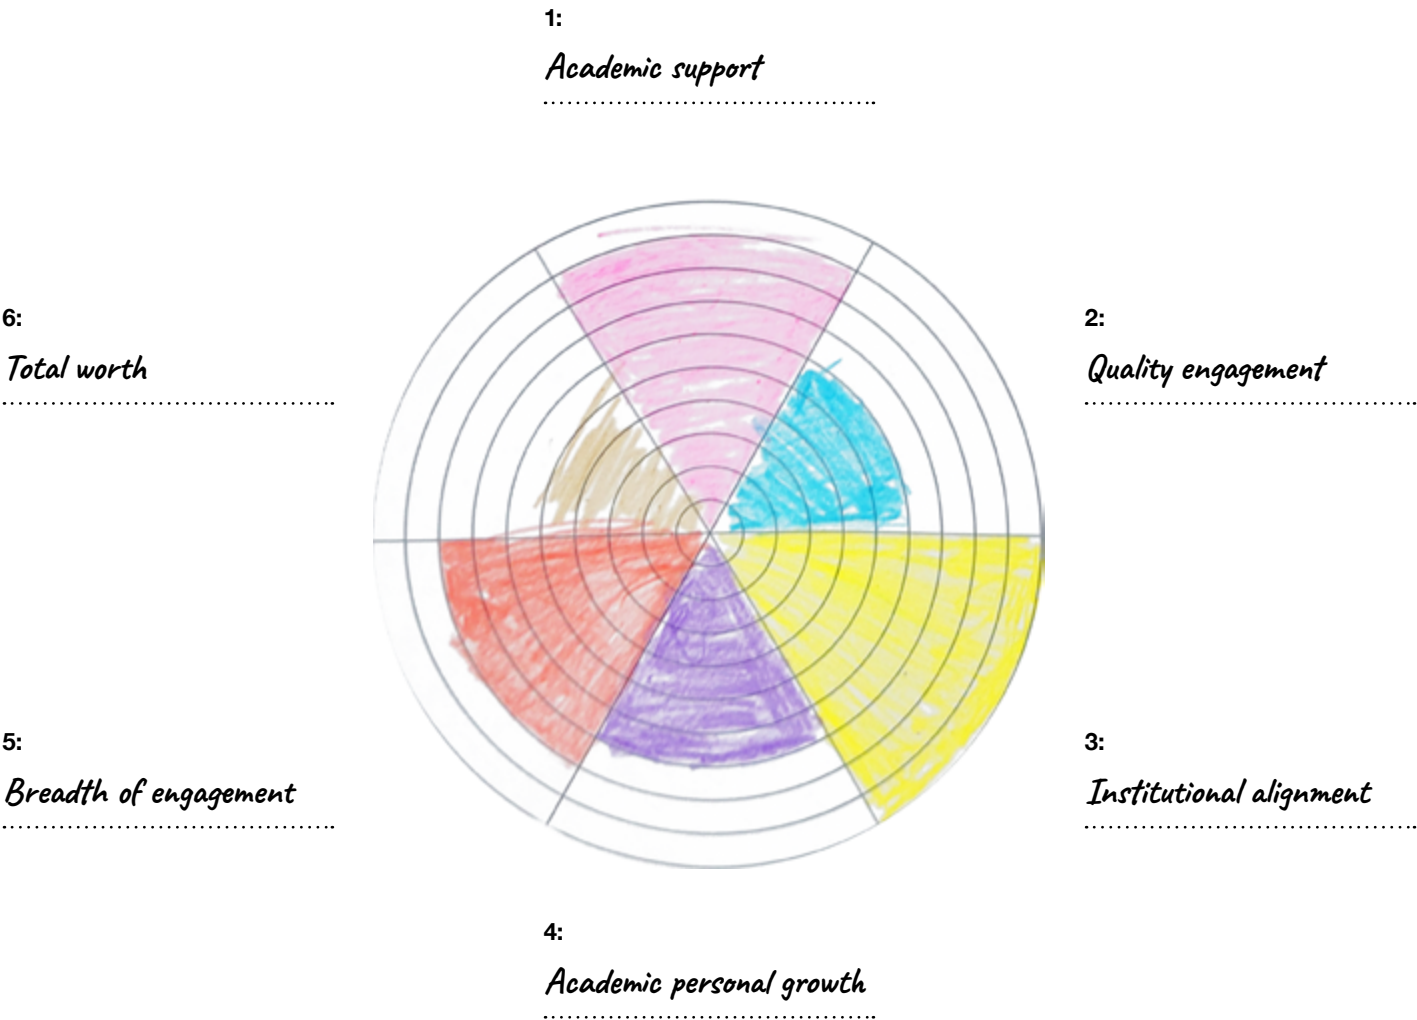 1:
Academic support
2:
Quality engagement
3:
Institutional alignment
4:
Academic personal growth
5:
Breadth of engagement
6:
Total worth